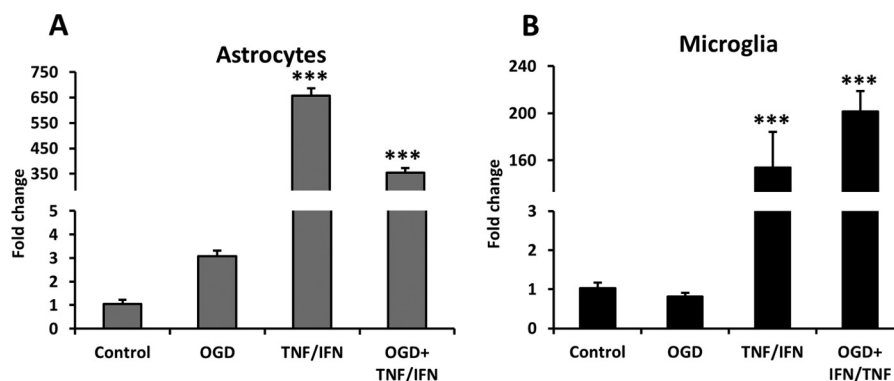 A
Astrocytes
Fold change
750
650
550
450
350
5
4
3
2
1
0
***
***
Control
OGD
TNF/IFN
OGD+
TNF/IFN
B
Microglia
Fold change
240
200
160
3
2
1
0
***
***
Control
OGD
TNF/IFN
OGD+
IFN/TNF